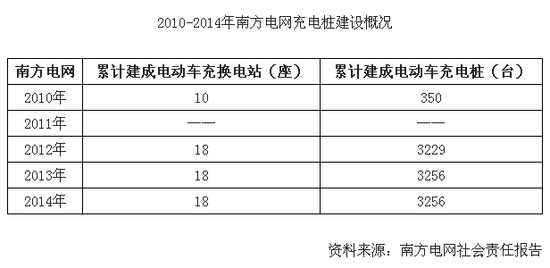 2010-2014年南方电网充电桩建设概况
南方电网 累计建成电动车充换电站（座） 累计建成电动车充电桩（台）
2010年 10 350
2011年 —— ——
2012年 18 3229
2013年 18 3256
2014年 18 3256
资料来源：南方电网社会责任报告